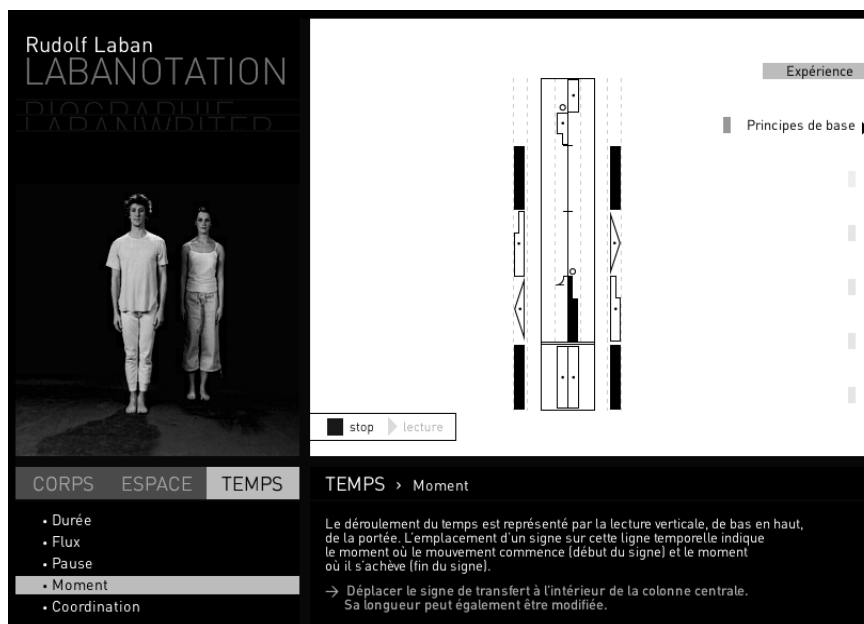 Rudolf Laban
LABANOTATION
BIOGRAPHIE
LABANWRITER
Expérience
Principes de base
stop
lecture
CORPS ESPACE TEMPS
• Durée
• Flux
• Pause
• Moment
• Coordination
TEMPS › Moment
Le déroulement du temps est représenté par la lecture verticale, de bas en haut,
de la portée. L'emplacement d'un signe sur cette ligne temporelle indique
le moment où le mouvement commence (début du signe) et le moment
où il s'achève (fin du signe).
→ Déplacer le signe de transfert à l'intérieur de la colonne centrale.
Sa longueur peut également être modifiée.